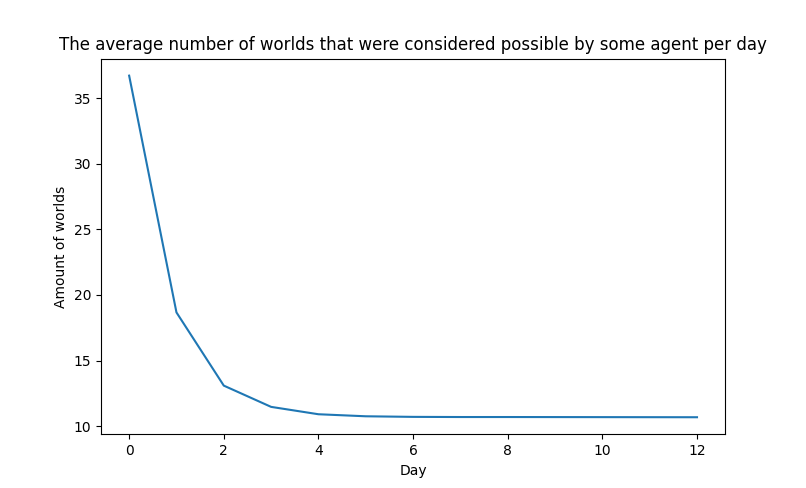 The average number of worlds that were considered possible by some agent per day
35
30
25
20
15
10
Amount of worlds
0 2 4 6 8 10 12
Day